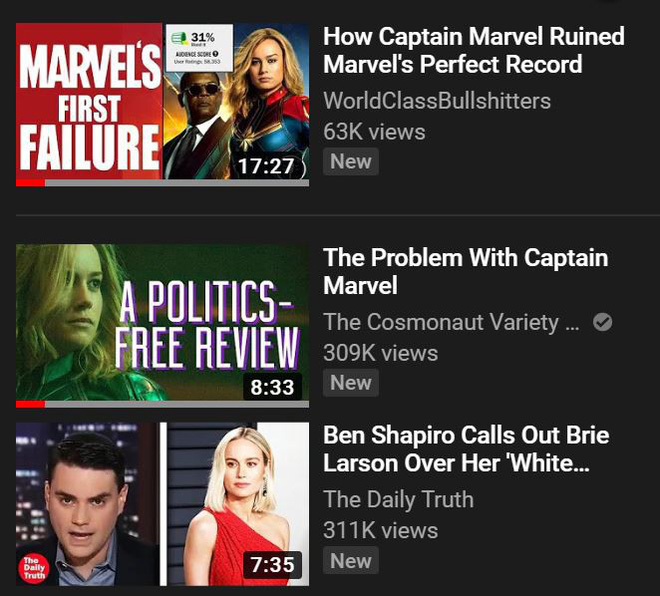 MARVEL'S
FIRST
FAILURE
31%
AUDIENCE SCORE
User Ratings: 58,353
17:27
How Captain Marvel Ruined
Marvel's Perfect Record
WorldClassBullshitters
63K views
New
A POLITICS-
FREE REVIEW
8:33
The Problem With Captain
Marvel
The Cosmonaut Variety ...
309K views
New
The
Daily
Truth
7:35
Ben Shapiro Calls Out Brie
Larson Over Her 'White...
The Daily Truth
311K views
New